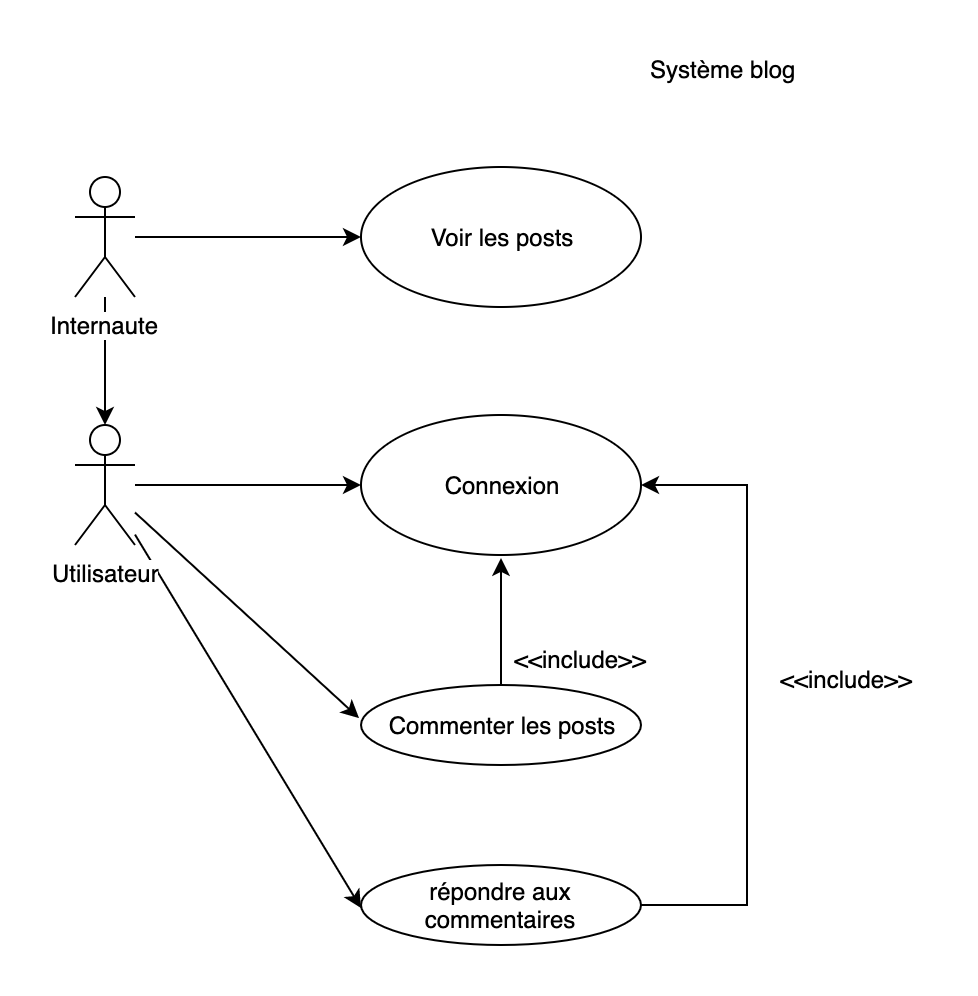 Système blog
Voir les posts
Internaute
Connexion
Utilisateur
<<include>>
<<include>>
Commenter les posts
répondre aux
commentaires